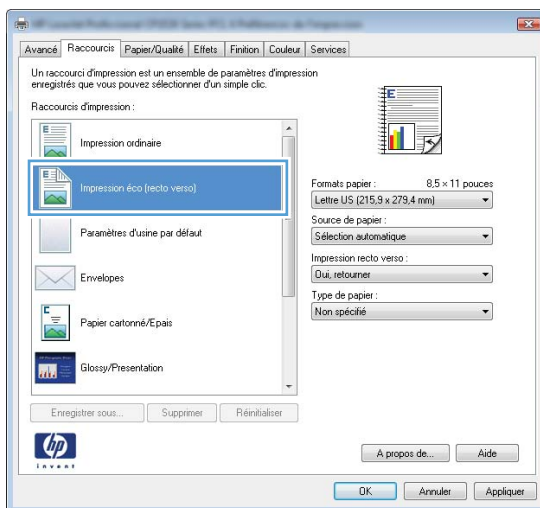 Avancé Raccourcis Papier/Qualité Effets Finition Couleur Services
Un raccourci d'impression est un ensemble de paramètres d'impression
enregistrés que vous pouvez sélectionner d'un simple clic.
Raccourcis d'impression :
Impression ordinaire
Impression éco (recto verso)
Paramètres d'usine par défaut
Envelopes
Papier cartonné/Epais
Glossy/Presentation
Enregistrer sous... Supprimer Réinitialiser
E
Formats papier : 8,5 × 11 pouces
Lettre US (215,9 x 279,4 mm)
Source de papier :
Sélection automatique
Impression recto verso :
Oui, retourner
Type de papier :
Non spécifié
hp
invent
A propos de... Aide
OK Annuler Appliquer